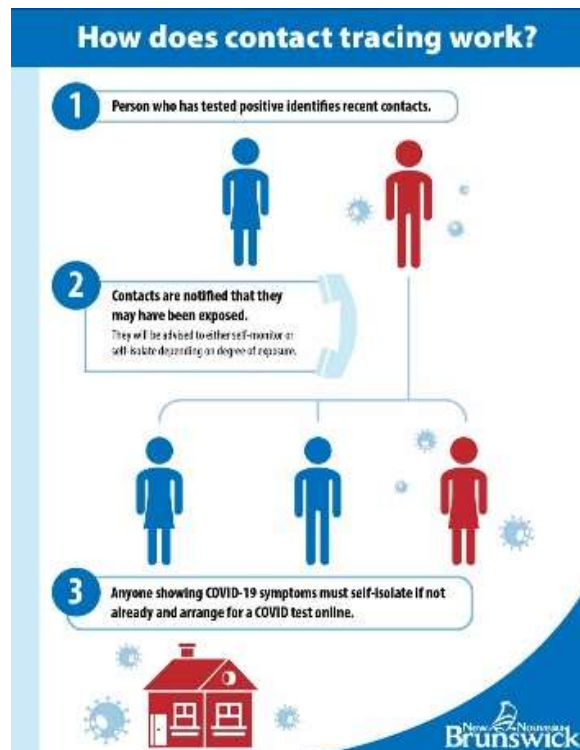 How does contact tracing work?
1
Person who has tested positive identifies recent contacts.
2
Contacts are notified that they
may have been exposed.
They will be advised to either self-monitor or
self-isolate depending on degree of exposure.
3
Anyone showing COVID-19 symptoms must self-isolate if not
already and arrange for a COVID test online.
New Nouveau
Brunswick